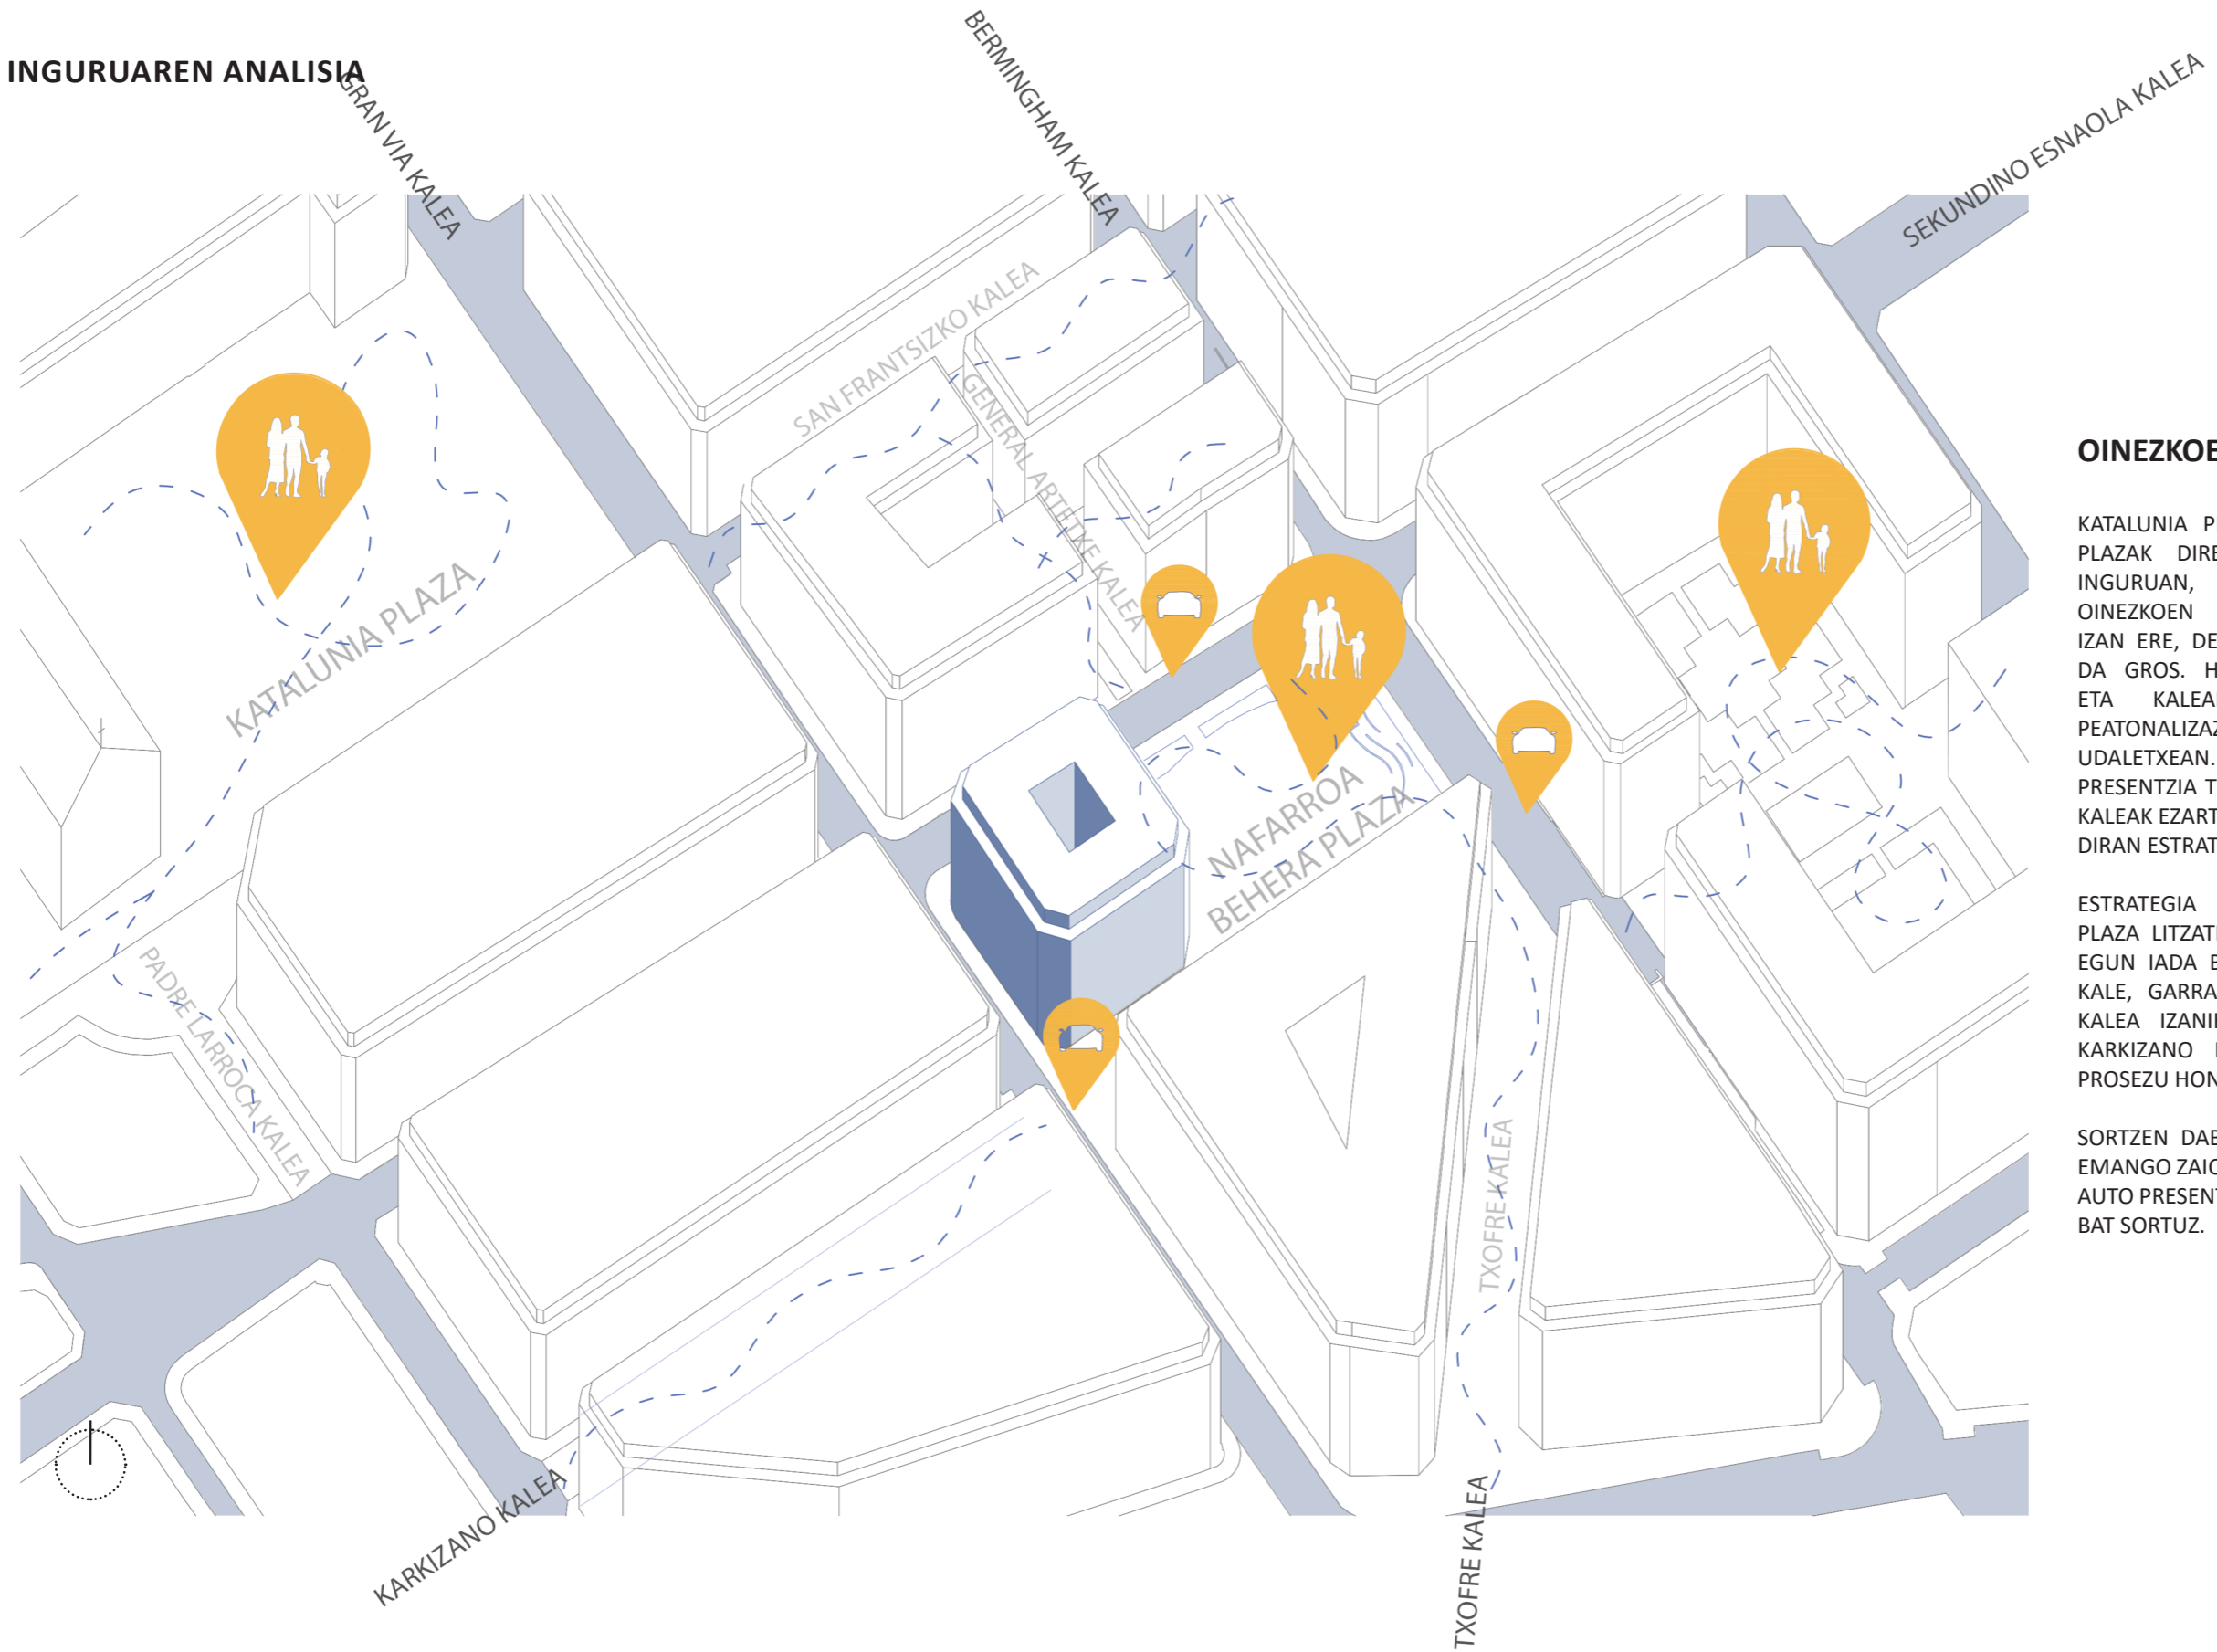 INGURUAREN ANALISIA
GRAN VIA KALEA
BERMINGHAM KALEA
SEKUNDINO ESNAOLA KALEA
SAN FRANTSIZKO KALEA
GENERAL ARTETXE KALEA
KATALUNIA PLAZA
NAFARROA
BEHERA PLAZA
PADRE LARROCA KALEA
TXOFRE KALEA
KARKIZANO KALEA
TXOFRE KALEA
OINEZKOE
KATALUNIA P
PLAZAK DIRE
INGURUAN,
OINEZKOEN
IZAN ERE, DE
DA GROS. H
ETA KALEA
PEATONALIZAZ
UDALETXEAN.
PRESENTZIA T
KALEAK EZART
DIRAN ESTRAT
ESTRATEGIA
PLAZA LITZAT
EGUN IADA E
KALE, GARRA
KALEA IZANI
KARKIZANO
PROSEZU HON
SORTZEN DAB
EMANGO ZAIO
AUTO PRESENT
BAT SORTUZ.